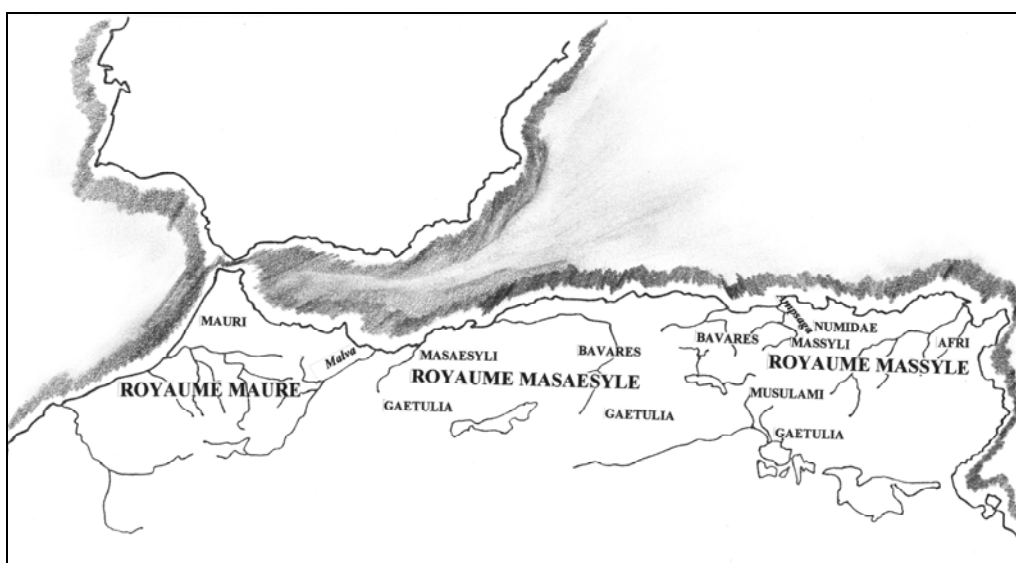 MAURI
ROYAUME MAURE
Malva
MASAESYLI
BAVARES
ROYAUME MASAESYLE
GAETULIA
GAETULIA
Ampsaga
NUMIDAE
BAVARES
MASSYLI
AFRI
ROYAUME MASSYLE
MUSULAMI
GAETULIA